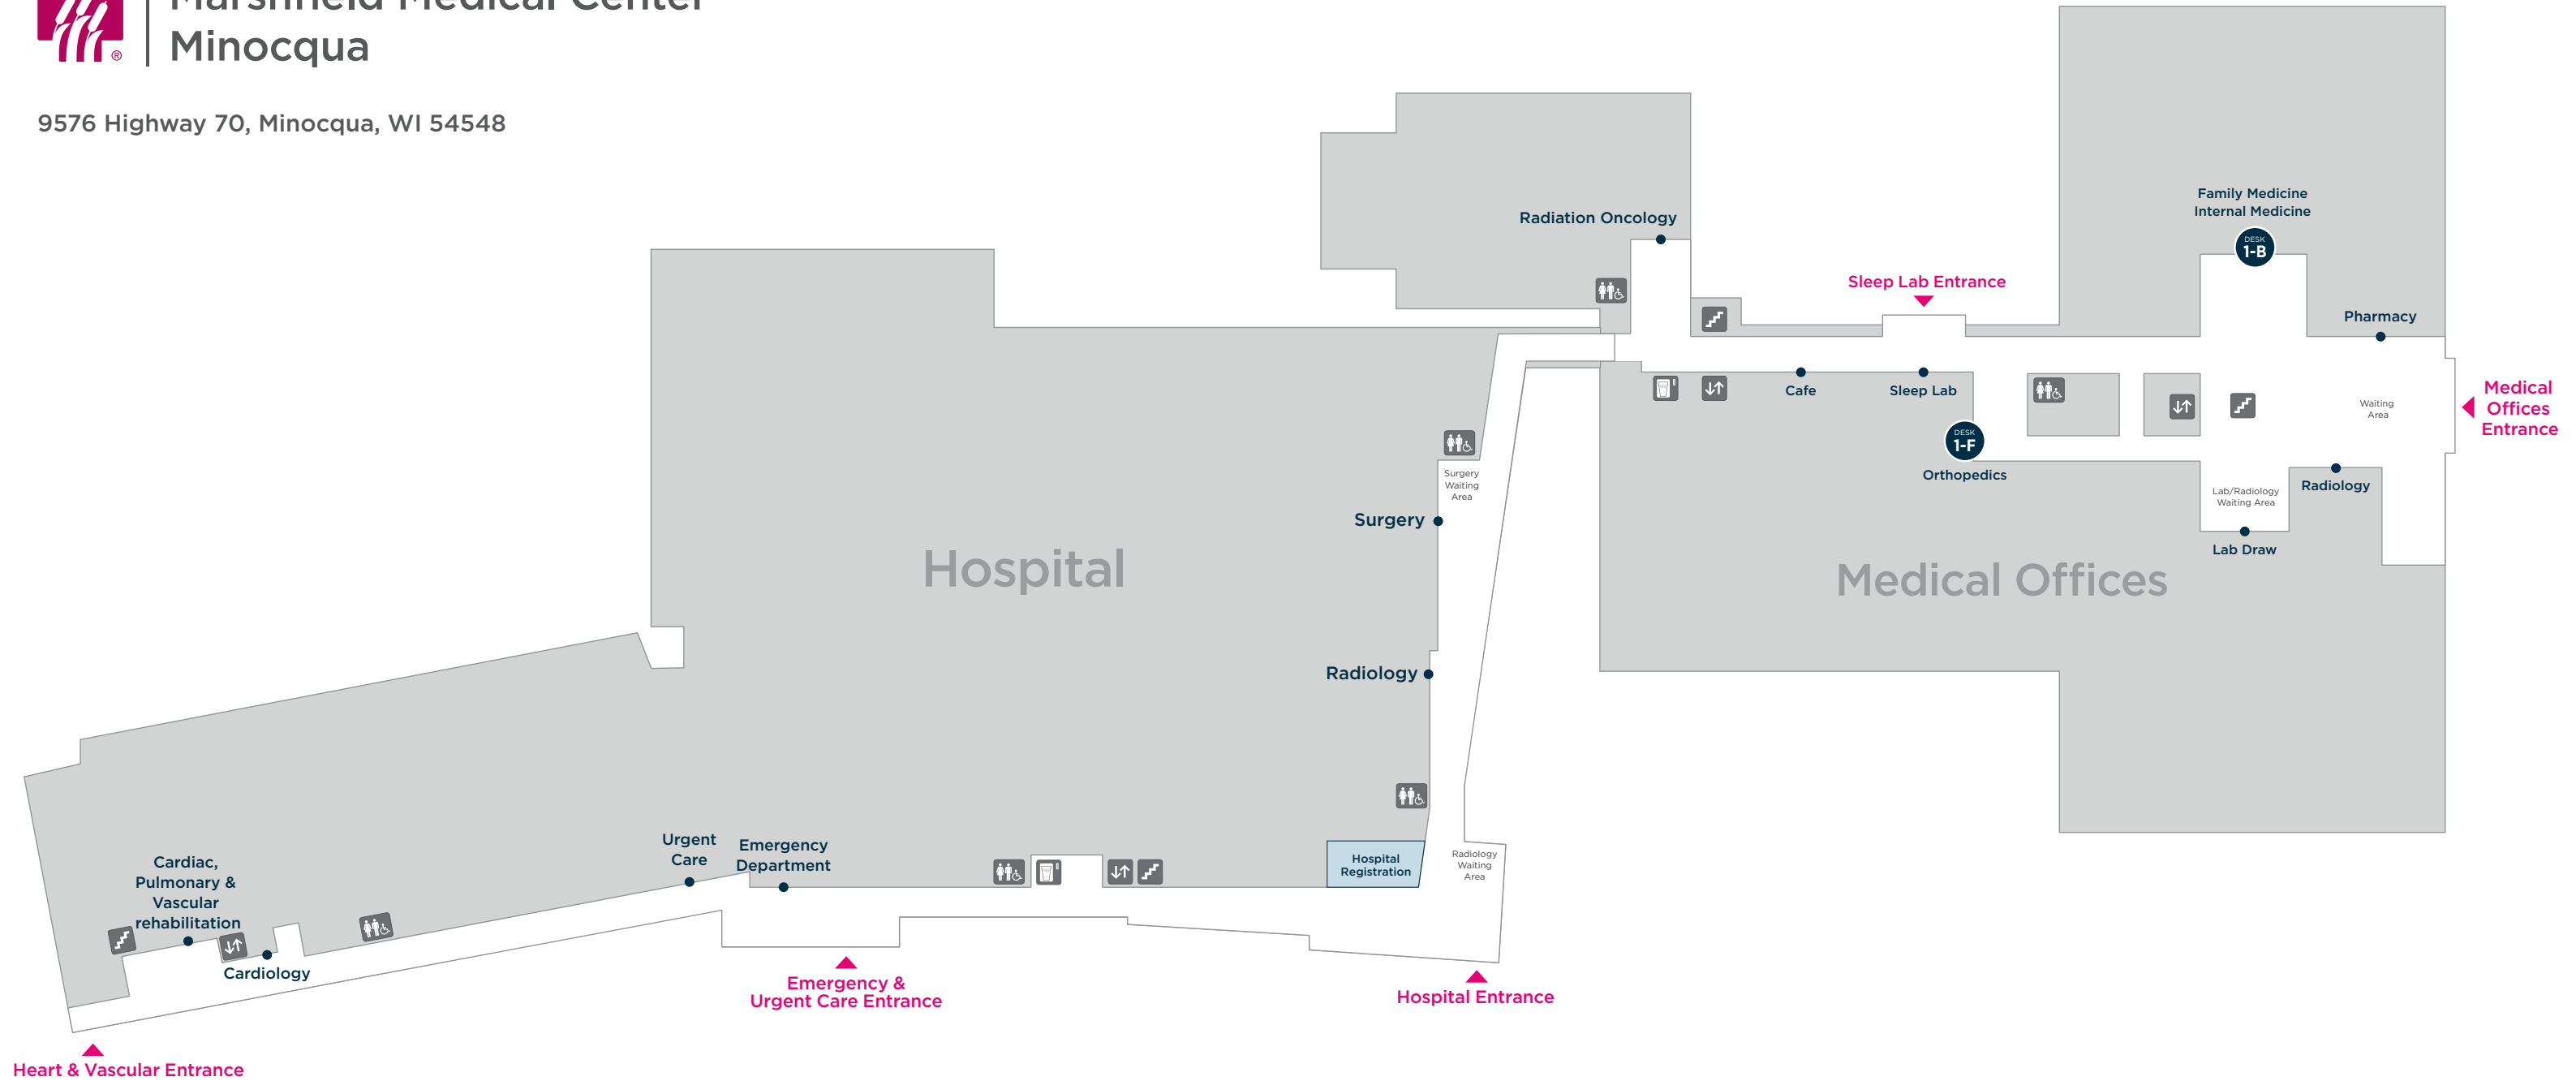 Marshfield Medical Center
Minocqua
®
9576 Highway 70, Minocqua, WI 54548
Radiation Oncology
Sleep Lab Entrance
Family Medicine
Internal Medicine
DESK
1-B
Pharmacy
Medical
Offices
Entrance
Waiting
Area
Cafe
Sleep Lab
DESK
1-F
Orthopedics
Lab/Radiology
Waiting Area
Radiology
Lab Draw
Medical Offices
Surgery
Waiting
Area
Surgery
Hospital
Radiology
Radiology
Waiting
Area
Hospital
Registration
Urgent
Care
Emergency
Department
Cardiac,
Pulmonary &
Vascular
rehabilitation
Cardiology
Emergency &
Urgent Care Entrance
Hospital Entrance
Heart & Vascular Entrance